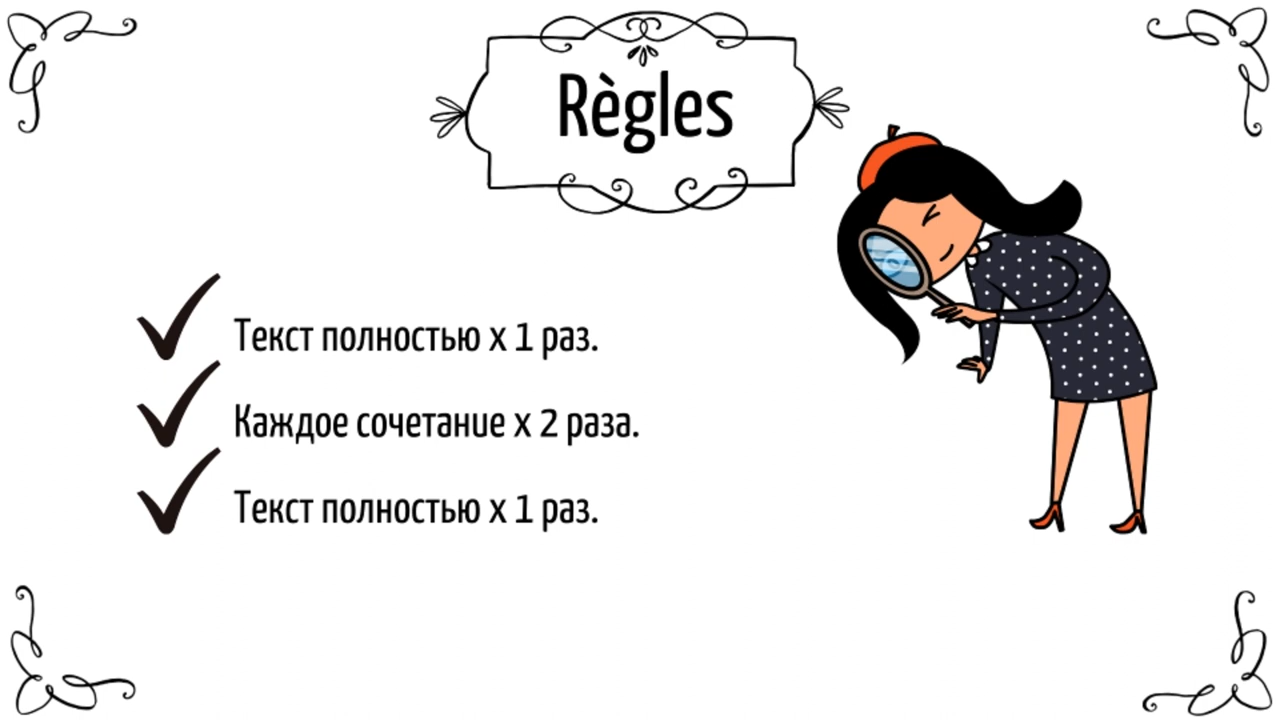 Règles
Текст полностью x 1 раз.
Каждое сочетание x 2 раза.
Текст полностью x 1 раз.